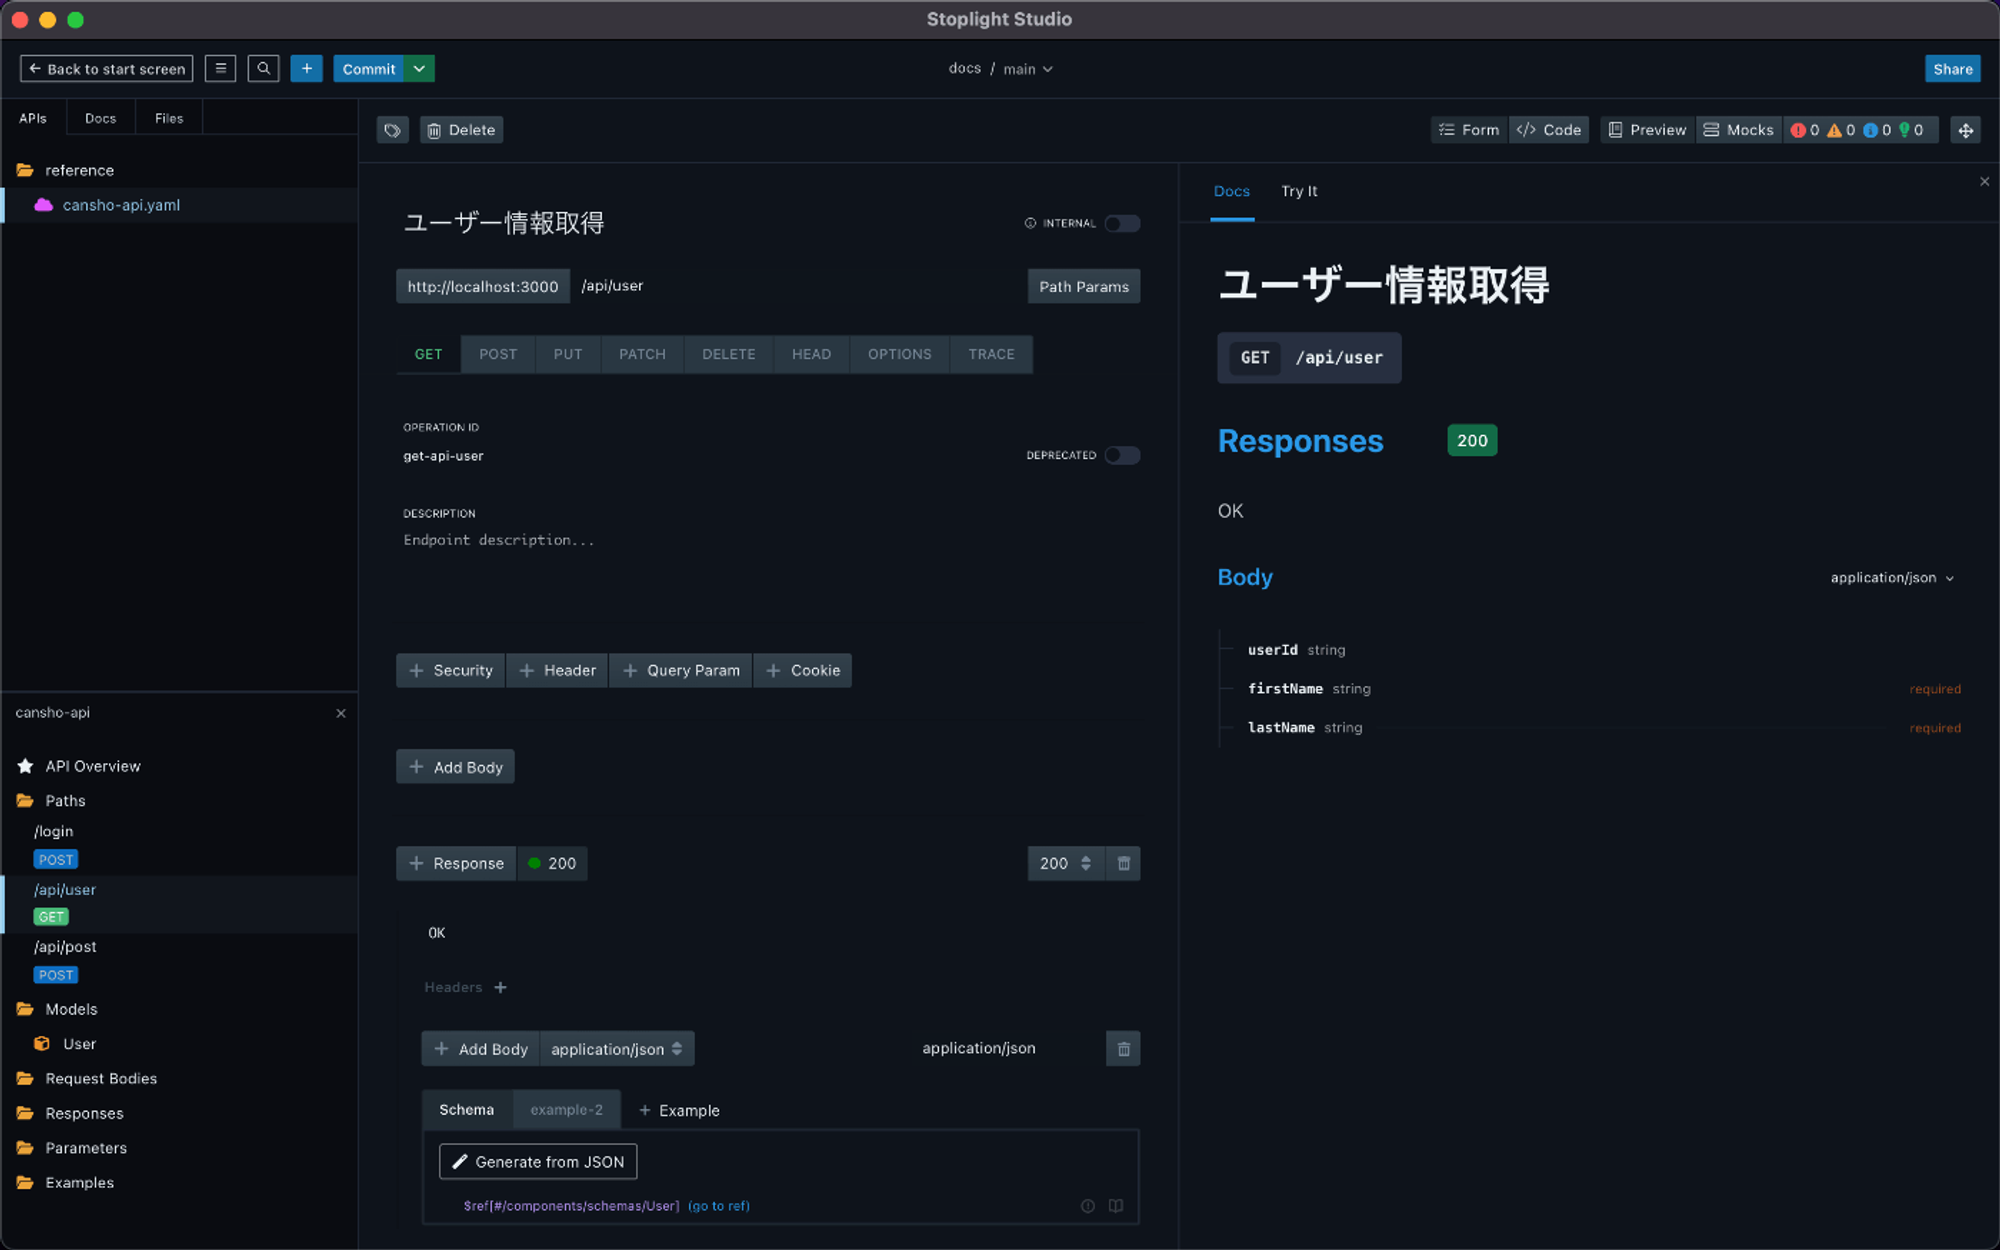 Stoplight Studio
← Back to start screen
+
Commit
docs / main
Share
APIs
Docs
Files
reference
cansho-api.yaml
cansho-api
API Overview
Paths
/login
POST
/api/user
GET
/api/post
POST
Models
User
Request Bodies
Responses
Parameters
Examples
Delete
Form
</> Code
Preview
Mocks
0 0 0 0
ユーザー情報取得
INTERNAL
http://localhost:3000
/api/user
Path Params
GET POST PUT PATCH DELETE HEAD OPTIONS TRACE
OPERATION ID
get-api-user
DEPRECATED
DESCRIPTION
Endpoint description...
+ Security + Header + Query Param + Cookie
+ Add Body
+ Response 200
200
OK
Headers +
+ Add Body application/json
application/json
Schema example-2 + Example
Generate from JSON
$ref[#/components/schemas/User] (go to ref)
Docs Try It
ユーザー情報取得
GET /api/user
Responses 200
OK
Body application/json
userId string
firstName string required
lastName string required